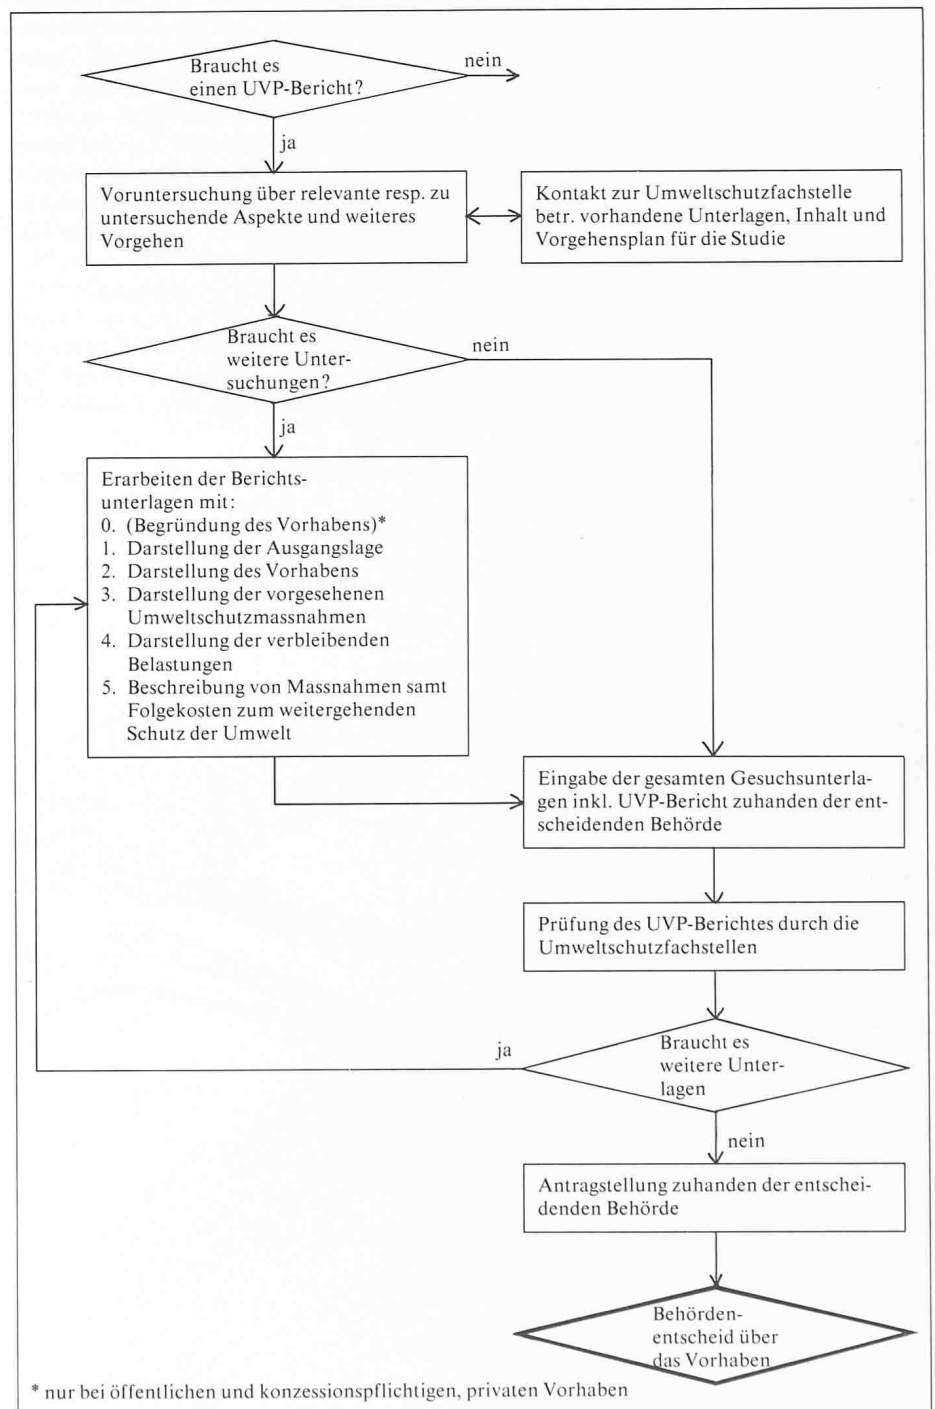 Braucht es
einen UVP-Bericht?
nein
ja
Voruntersuchung über relevante resp. zu
untersuchende Aspekte und weiteres
Vorgehen
Kontakt zur Umweltschutzfachstelle
betr. vorhandene Unterlagen, Inhalt und
Vorgehensplan für die Studie
Braucht es
weitere Unter-
suchungen?
nein
ja
Erarbeiten der Berichts-
unterlagen mit:
0. (Begründung des Vorhabens)*
1. Darstellung der Ausgangslage
2. Darstellung des Vorhabens
3. Darstellung der vorgesehenen
Umweltschutzmassnahmen
4. Darstellung der verbleibenden
Belastungen
5. Beschreibung von Massnahmen samt
Folgekosten zum weitergehenden
Schutz der Umwelt
Eingabe der gesamten Gesuchsunterla-
gen inkl. UVP-Bericht zuhanden der ent-
scheidenden Behörde
Prüfung des UVP-Berichtes durch die
Umweltschutzfachstellen
Braucht es
weitere Unter-
lagen
ja
nein
Antragstellung zuhanden der entschei-
denden Behörde
Behörden-
entscheid über
das Vorhaben
* nur bei öffentlichen und konzessionspflichtigen, privaten Vorhaben